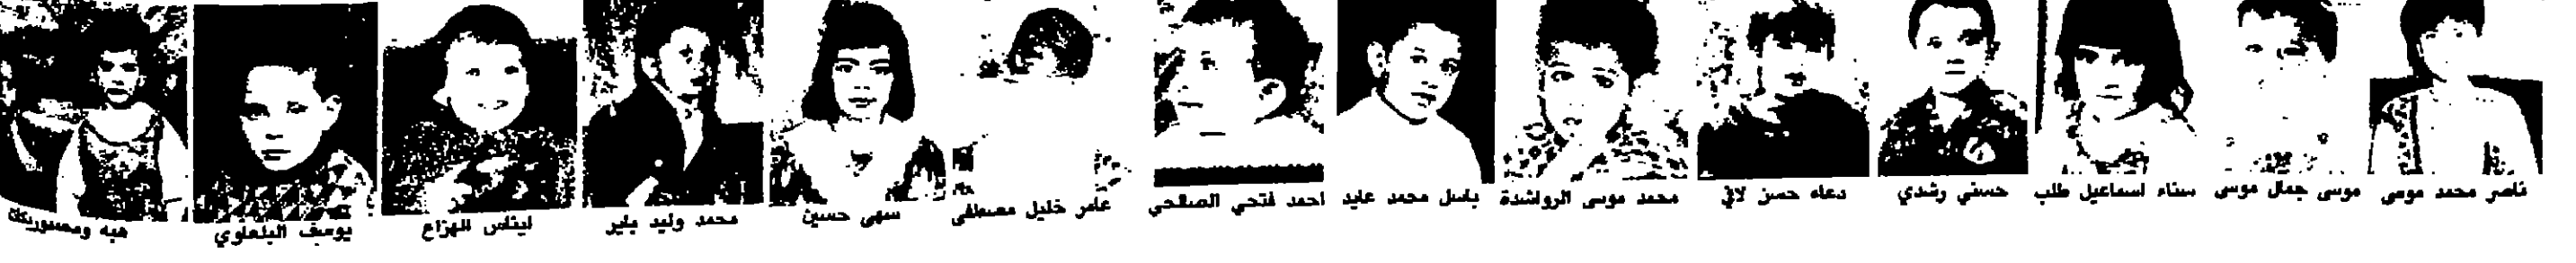 ناصر محمد موسى
موسى جمال موسى
سناء اسماعيل طلب
حسني رشدي
دعاء حسن لافي
محمد موسى الرواشدة
باسل محمد عايد
احمد فتحي الصالحي
عامر خليل مصطفى
سهى حسين
محمد وليد
ايناس الهزاع
يوسف البلعاوي
هبه